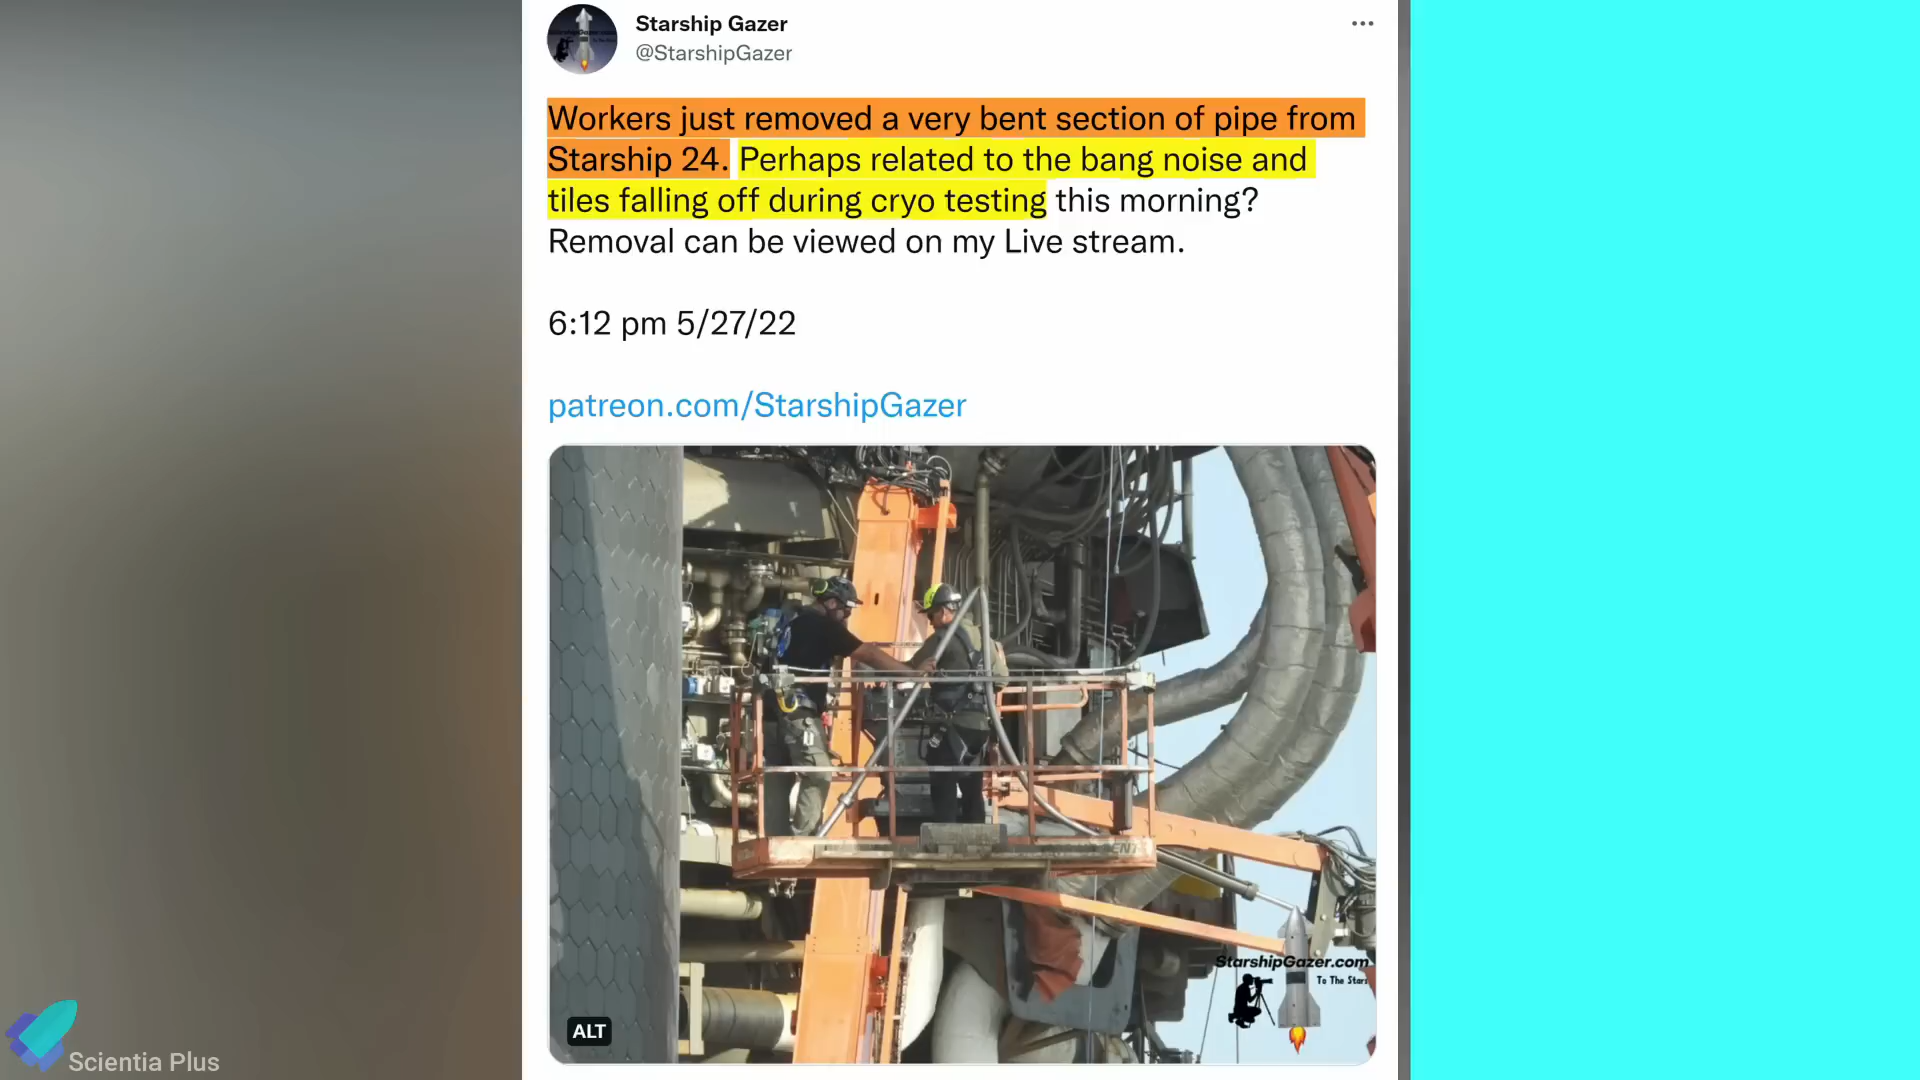 Starship Gazer
@StarshipGazer
Workers just removed a very bent section of pipe from
Starship 24. Perhaps related to the bang noise and
tiles falling off during cryo testing this morning?
Removal can be viewed on my Live stream.
6:12 pm 5/27/22
patreon.com/StarshipGazer
StarshipGazer.com
To The Stars
ALT
Scientia Plus